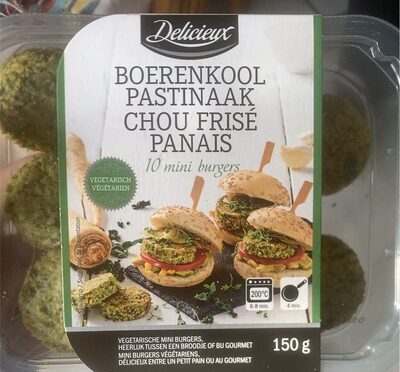 Delicieux
BOERENKOOL
PASTINAAK
CHOU FRISÉ
PANAIS
10 mini burgers
VEGETARISCH
VÉGÉTARIEN
200°C
6-8 min.
4 min.
VEGETARISCHE MINI BURGERS,
HEERLIJK TUSSEN EEN BROODJE OF BIJ GOURMET
MINI BURGERS VÉGÉTARIENS,
DÉLICIEUX ENTRE UN PETIT PAIN OU AU GOURMET
150 g